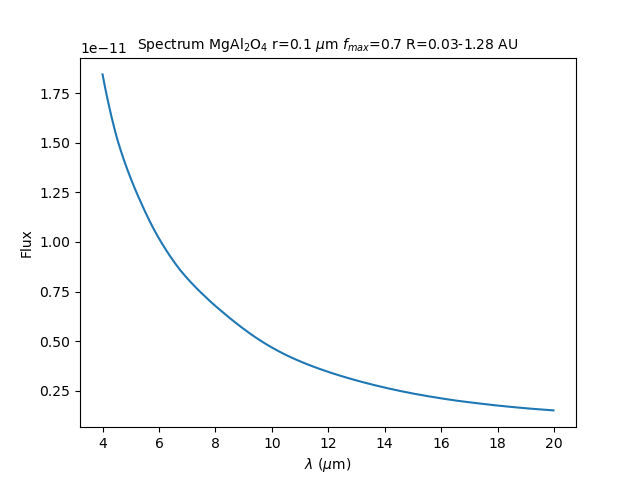 Spectrum MgAl₂O₄ r=0.1 μm fₘₐₓ=0.7 R=0.03-1.28 AU
1e−11
1.75
1.50
1.25
1.00
0.75
0.50
0.25
Flux
4 6 8 10 12 14 16 18 20
λ (μm)